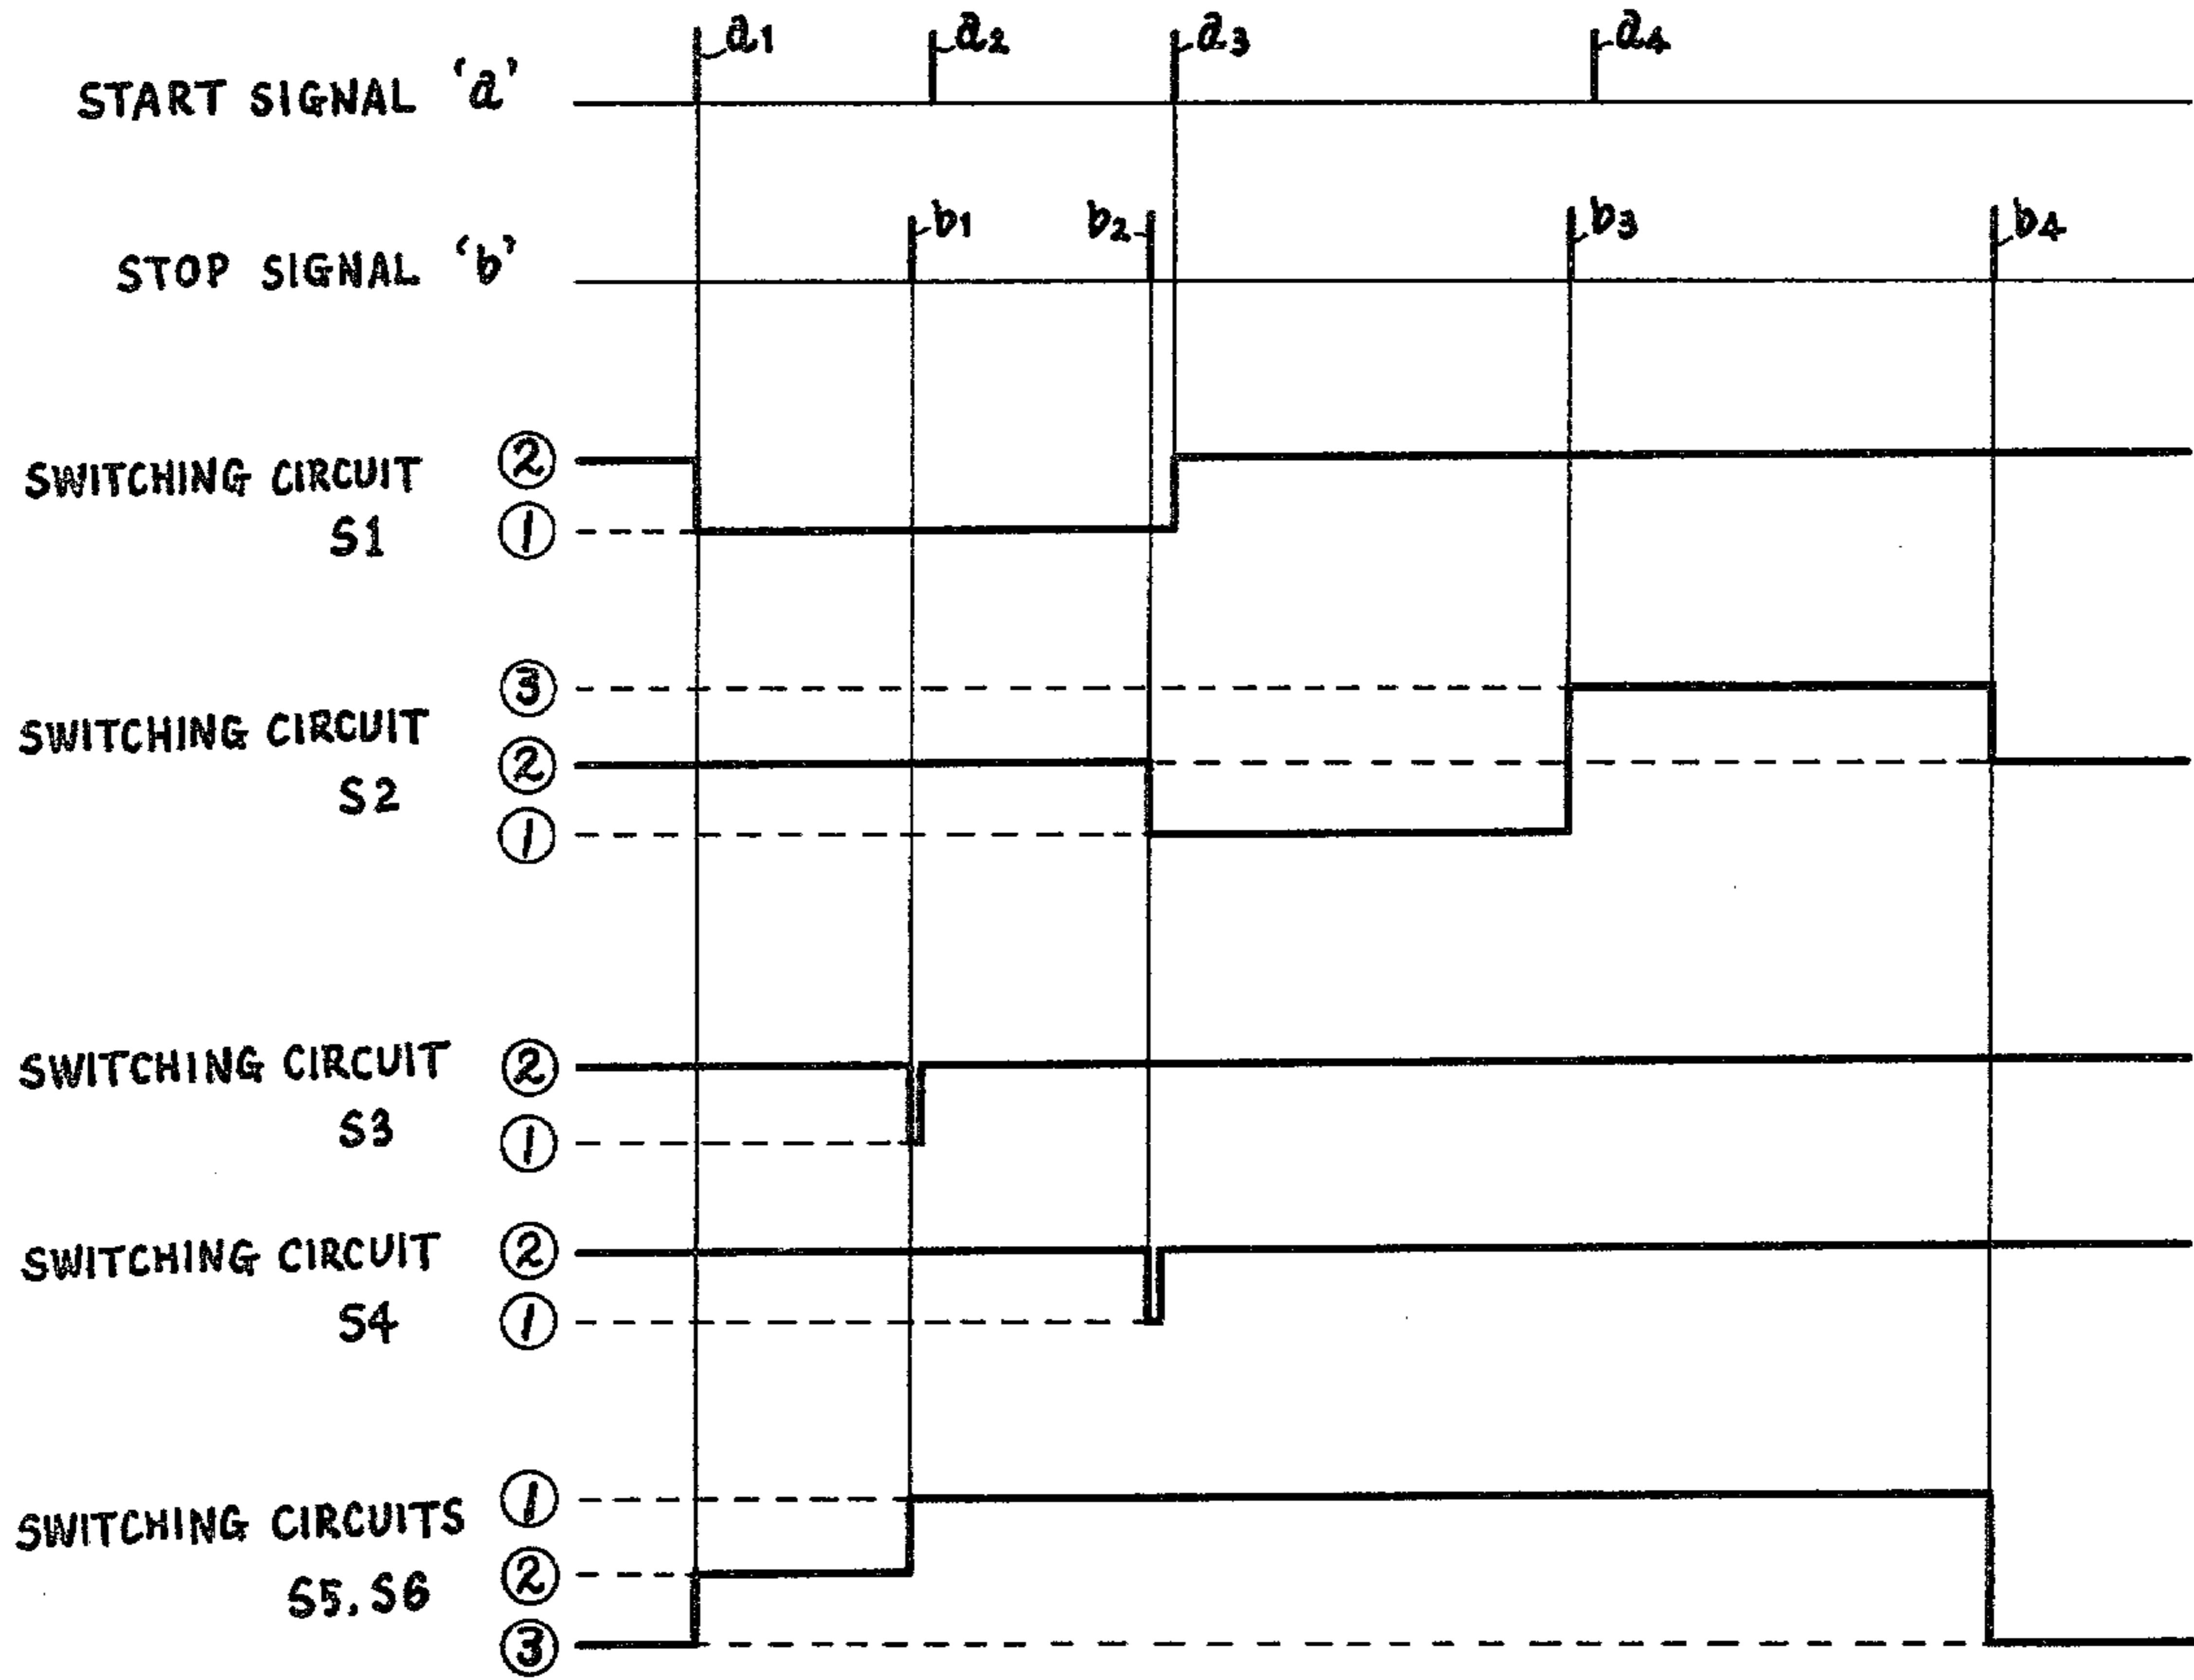 START SIGNAL ‘a’
a1
a2
a3
a4
STOP SIGNAL ‘b’
b1
b2
b3
b4
SWITCHING CIRCUIT
S1
②
①
SWITCHING CIRCUIT
S2
③
②
①
SWITCHING CIRCUIT
S3
②
①
SWITCHING CIRCUIT
S4
②
①
SWITCHING CIRCUITS
S5, S6
①
②
③